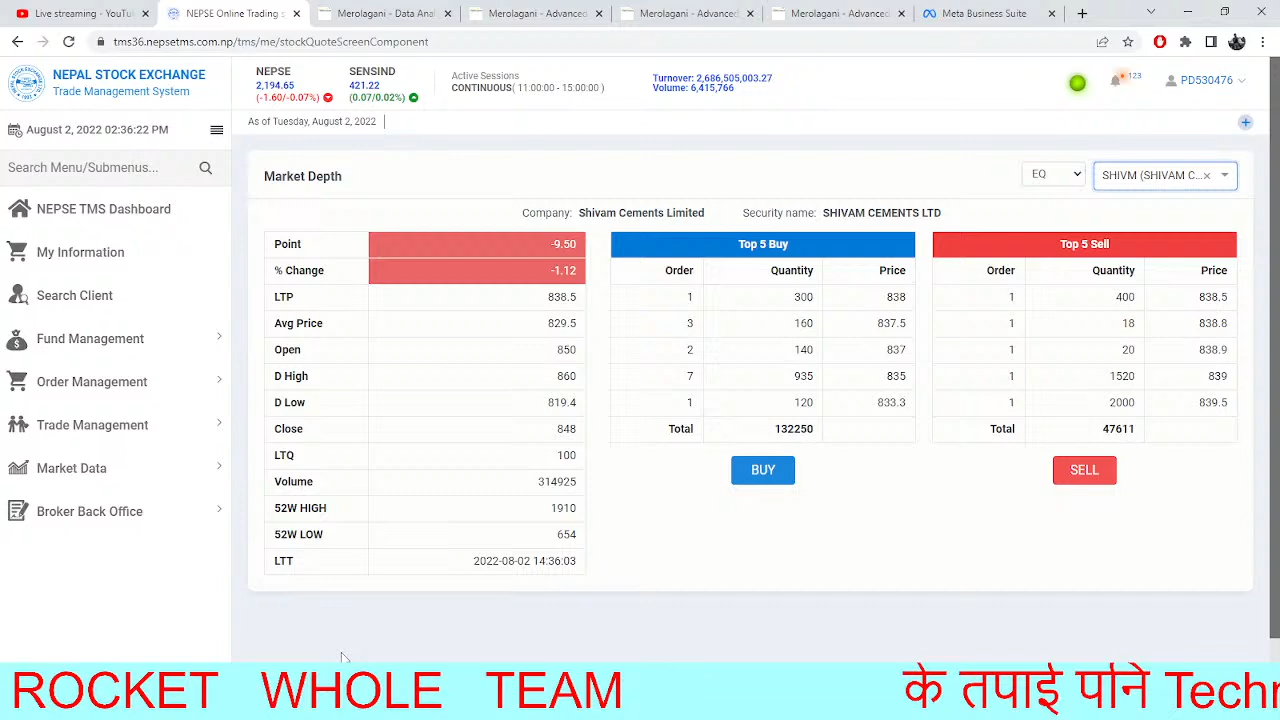 Live streaming - YouTu
NEPSE Online Trading s
Merolagani - Data Anal
Merolagani - Advanced
Merolagani - Advanced
Merolagani - Advanced
Meta Business Suite
tms36.nepsetms.com.np/tms/me/stockQuoteScreenComponent
NEPAL STOCK EXCHANGE
Trade Management System
NEPSE
2,194.65
(-1.60/-0.07%)
SENSIND
421.22
(0.07/0.02%)
Active Sessions
CONTINUOUS( 11:00:00 - 15:00:00 )
Turnover: 2,686,505,003.27
Volume: 6,415,766
123
PD530476
August 2, 2022 02:36:22 PM
As of Tuesday, August 2, 2022
Search Menu/Submenus...
NEPSE TMS Dashboard
My Information
Search Client
Fund Management
Order Management
Trade Management
Market Data
Broker Back Office
Market Depth
EQ
SHIVM (SHIVAM C...
Company: Shivam Cements Limited Security name: SHIVAM CEMENTS LTD
Point -9.50
% Change -1.12
LTP 838.5
Avg Price 829.5
Open 850
D High 860
D Low 819.4
Close 848
LTQ 100
Volume 314925
52W HIGH 1910
52W LOW 654
LTT 2022-08-02 14:36:03
Top 5 Buy
Order Quantity Price
1 300 838
3 160 837.5
2 140 837
7 935 835
1 120 833.3
Total 132250
BUY
Top 5 Sell
Order Quantity Price
1 400 838.5
1 18 838.8
1 20 838.9
1 1520 839
1 2000 839.5
Total 47611
SELL
ROCKET WHOLE TEAM के तपाई पनि Techn